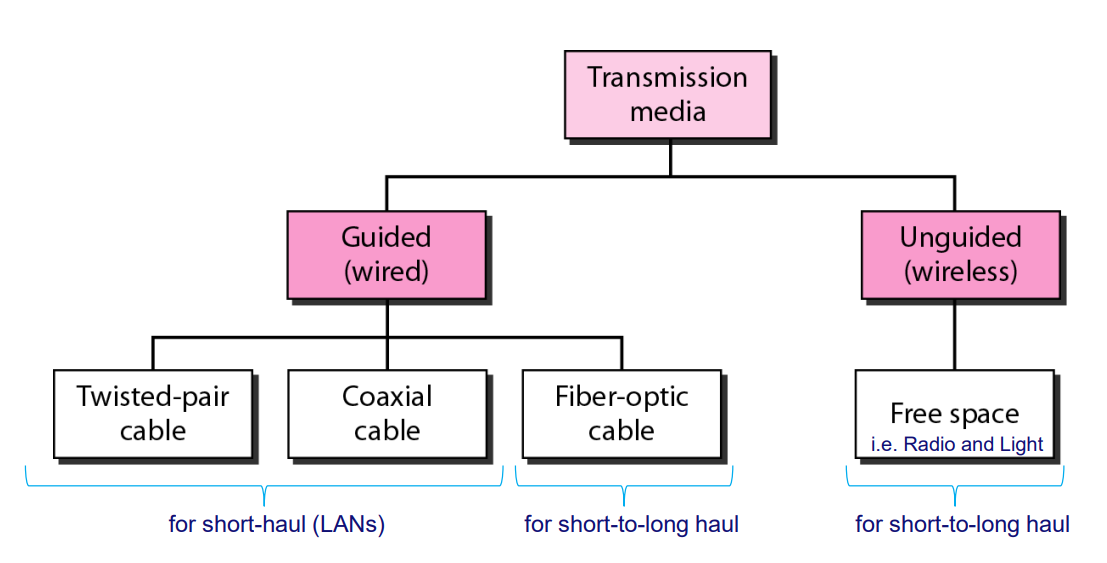 Transmission
media
Guided
(wired)
Unguided
(wireless)
Twisted-pair
cable
Coaxial
cable
Fiber-optic
cable
Free space
i.e. Radio and Light
for short-haul (LANs)
for short-to-long haul
for short-to-long haul